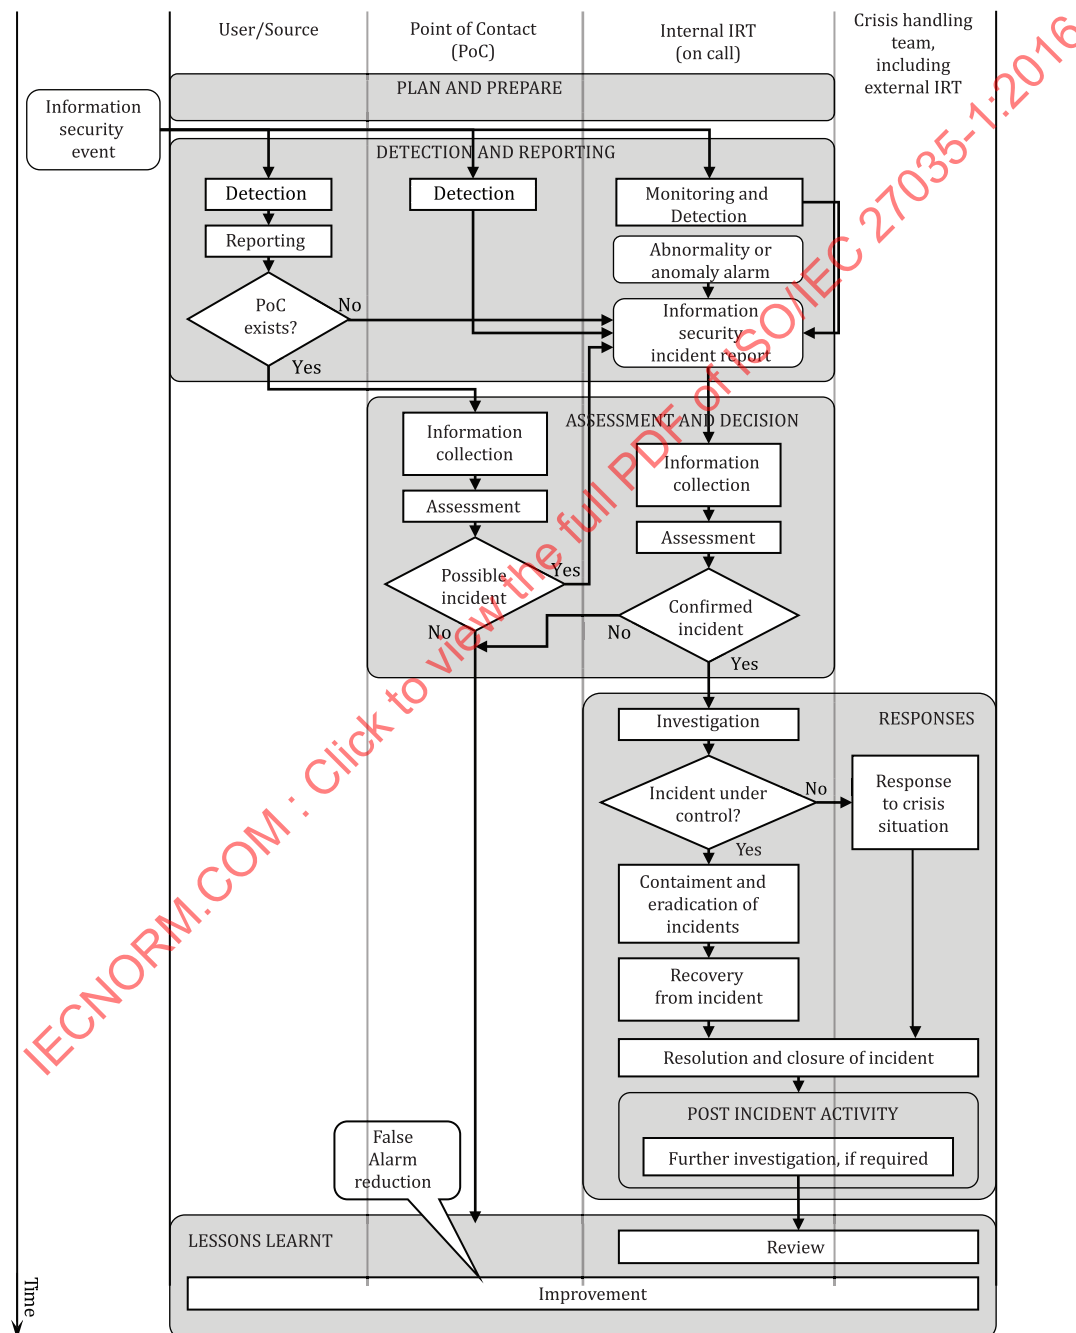 User/Source
Point of Contact
(PoC)
Internal IRT
(on call)
Crisis handling
team,
including
external IRT
PLAN AND PREPARE
Information
security
event
DETECTION AND REPORTING
Detection
Detection
Monitoring and
Detection
Reporting
Abnormality or
anomaly alarm
PoC
exists?
No
Information
security
incident report
Yes
ASSESSMENT AND DECISION
Information
collection
Information
collection
Assessment
Assessment
Possible
incident
Yes
No
Confirmed
incident
No
Yes
RESPONSES
Investigation
Incident under
control?
No
Response
to crisis
situation
Yes
Contaiment and
eradication of
incidents
Recovery
from incident
Resolution and closure of incident
POST INCIDENT ACTIVITY
Further investigation, if required
False
Alarm
reduction
LESSONS LEARNT
Review
Improvement
Time
IECNORM.COM : Click to view the full PDF of ISO/IEC 27035-1:2016